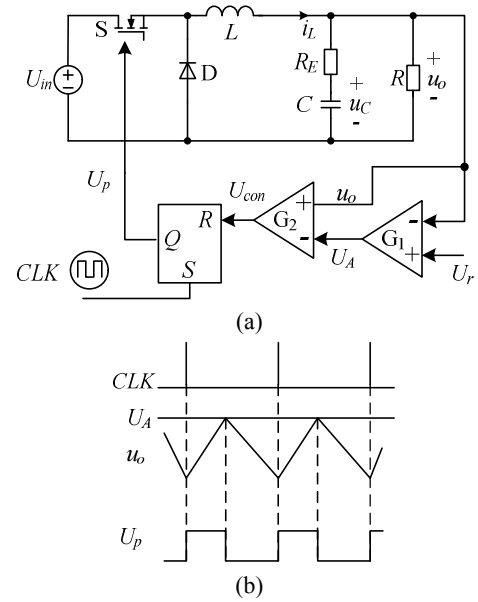 S
L
i_L
U_in
D
R_E
+
C
u_C
-
R
+
u_o
-
U_p
U_con
+
u_o
G_2
-
U_A
-
G_1
+
U_r
R
Q
S
CLK
(a)
CLK
U_A
u_o
U_p
(b)